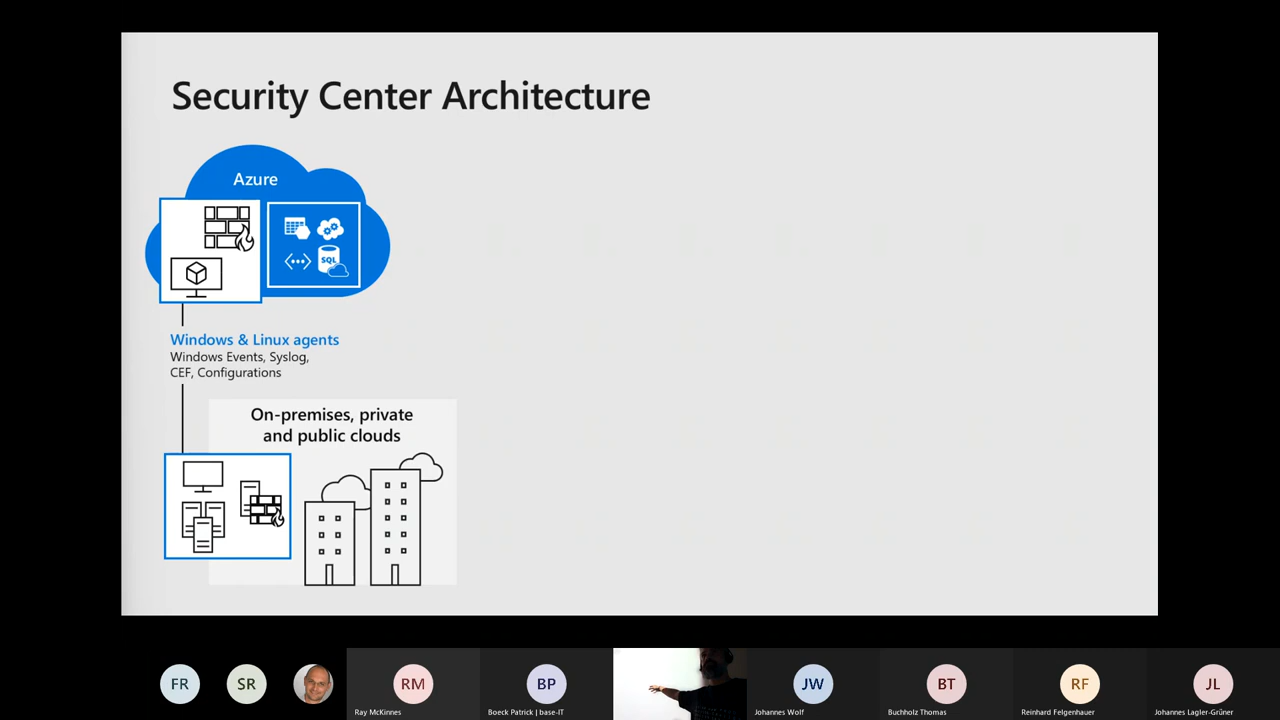 Security Center Architecture
Azure
SQL
Windows & Linux agents
Windows Events, Syslog,
CEF, Configurations
On-premises, private
and public clouds
FR
SR
RM
BP
JW
BT
RF
JL
Ray McKinnes
Boeck Patrick | base-IT
Johannes Wolf
Buchholz Thomas
Reinhard Felgenhauer
Johannes Lagler-Grüner